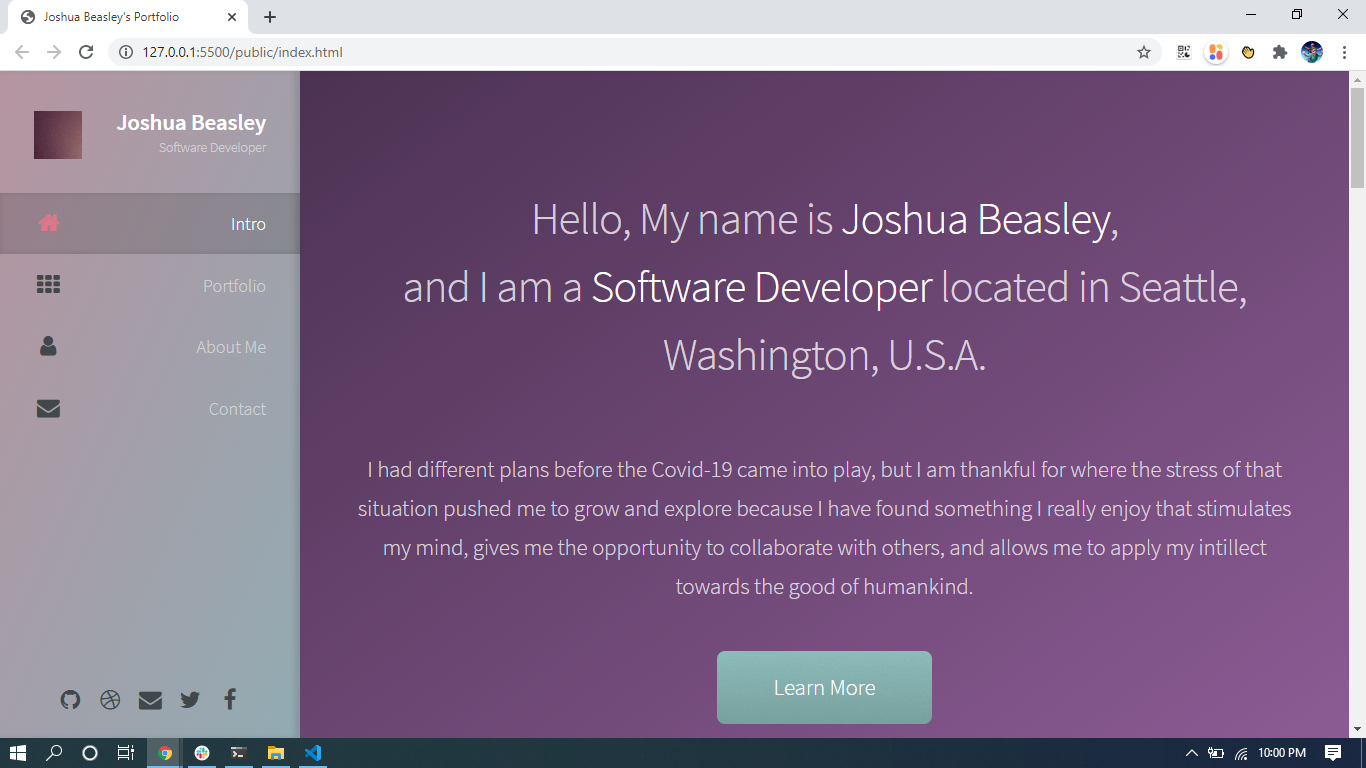 Joshua Beasley's Portfolio
127.0.0.1:5500/public/index.html
Joshua Beasley
Software Developer
Intro
Portfolio
About Me
Contact
Hello, My name is Joshua Beasley,
and I am a Software Developer located in Seattle,
Washington, U.S.A.
I had different plans before the Covid-19 came into play, but I am thankful for where the stress of that
situation pushed me to grow and explore because I have found something I really enjoy that stimulates
my mind, gives me the opportunity to collaborate with others, and allows me to apply my intillect
towards the good of humankind.
Learn More
10:00 PM